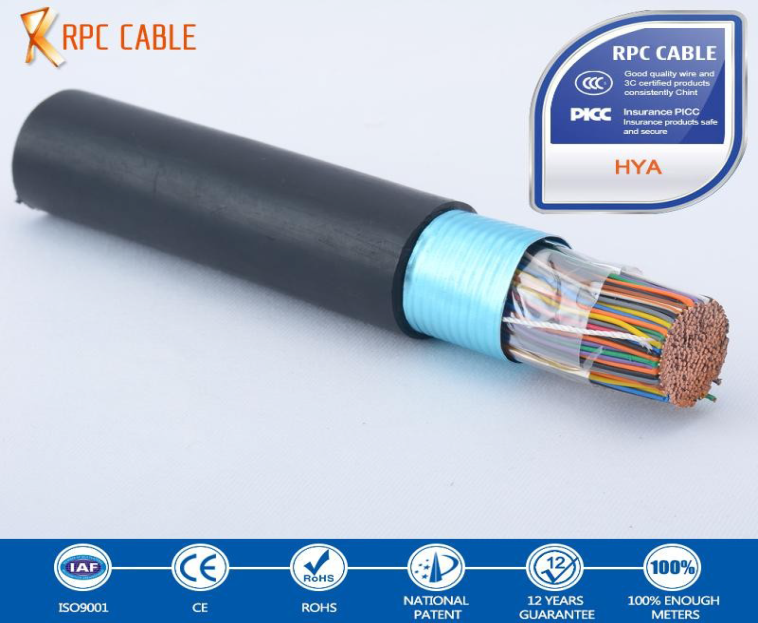 RPC CABLE
RPC CABLE
CCC
Good quality wire and
3C certified products
consistently Chint
PICC
Insurance PICC
Insurance products safe
and secure
HYA
IAF
CE
RoHS
12
100%
ISO9001
CE
ROHS
NATIONAL
PATENT
12 YEARS
GUARANTEE
100% ENOUGH
METERS